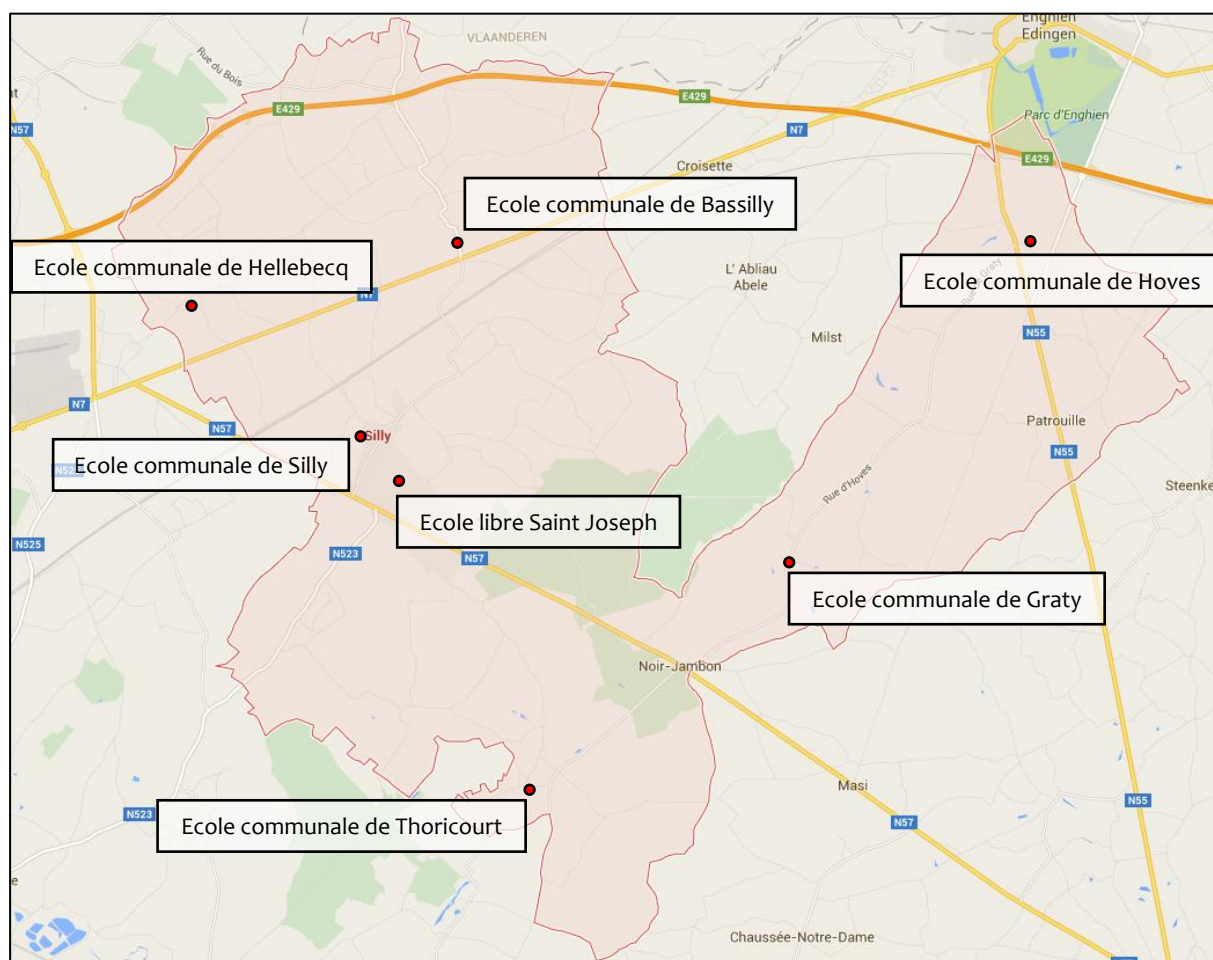 Enghien
Edingen
VLAANDEREN
Rue du Bois
E429
E429
N57
N7
Parc d'Enghien
E429
Croisette
Ecole communale de Bassilly
Ecole communale de Hellebecq
L' Abliau
Abele
Ecole communale de Hoves
Rue de Graty
N7
Milst
N55
N7
N57
Patrouille
Silly
N55
Ecole communale de Silly
Rue d'Hoves
Steenke
Ecole libre Saint Joseph
N525
N523
N57
Ecole communale de Graty
Noir-Jambon
Masi
N523
N55
N57
Ecole communale de Thoricourt
Chaussée-Notre-Dame